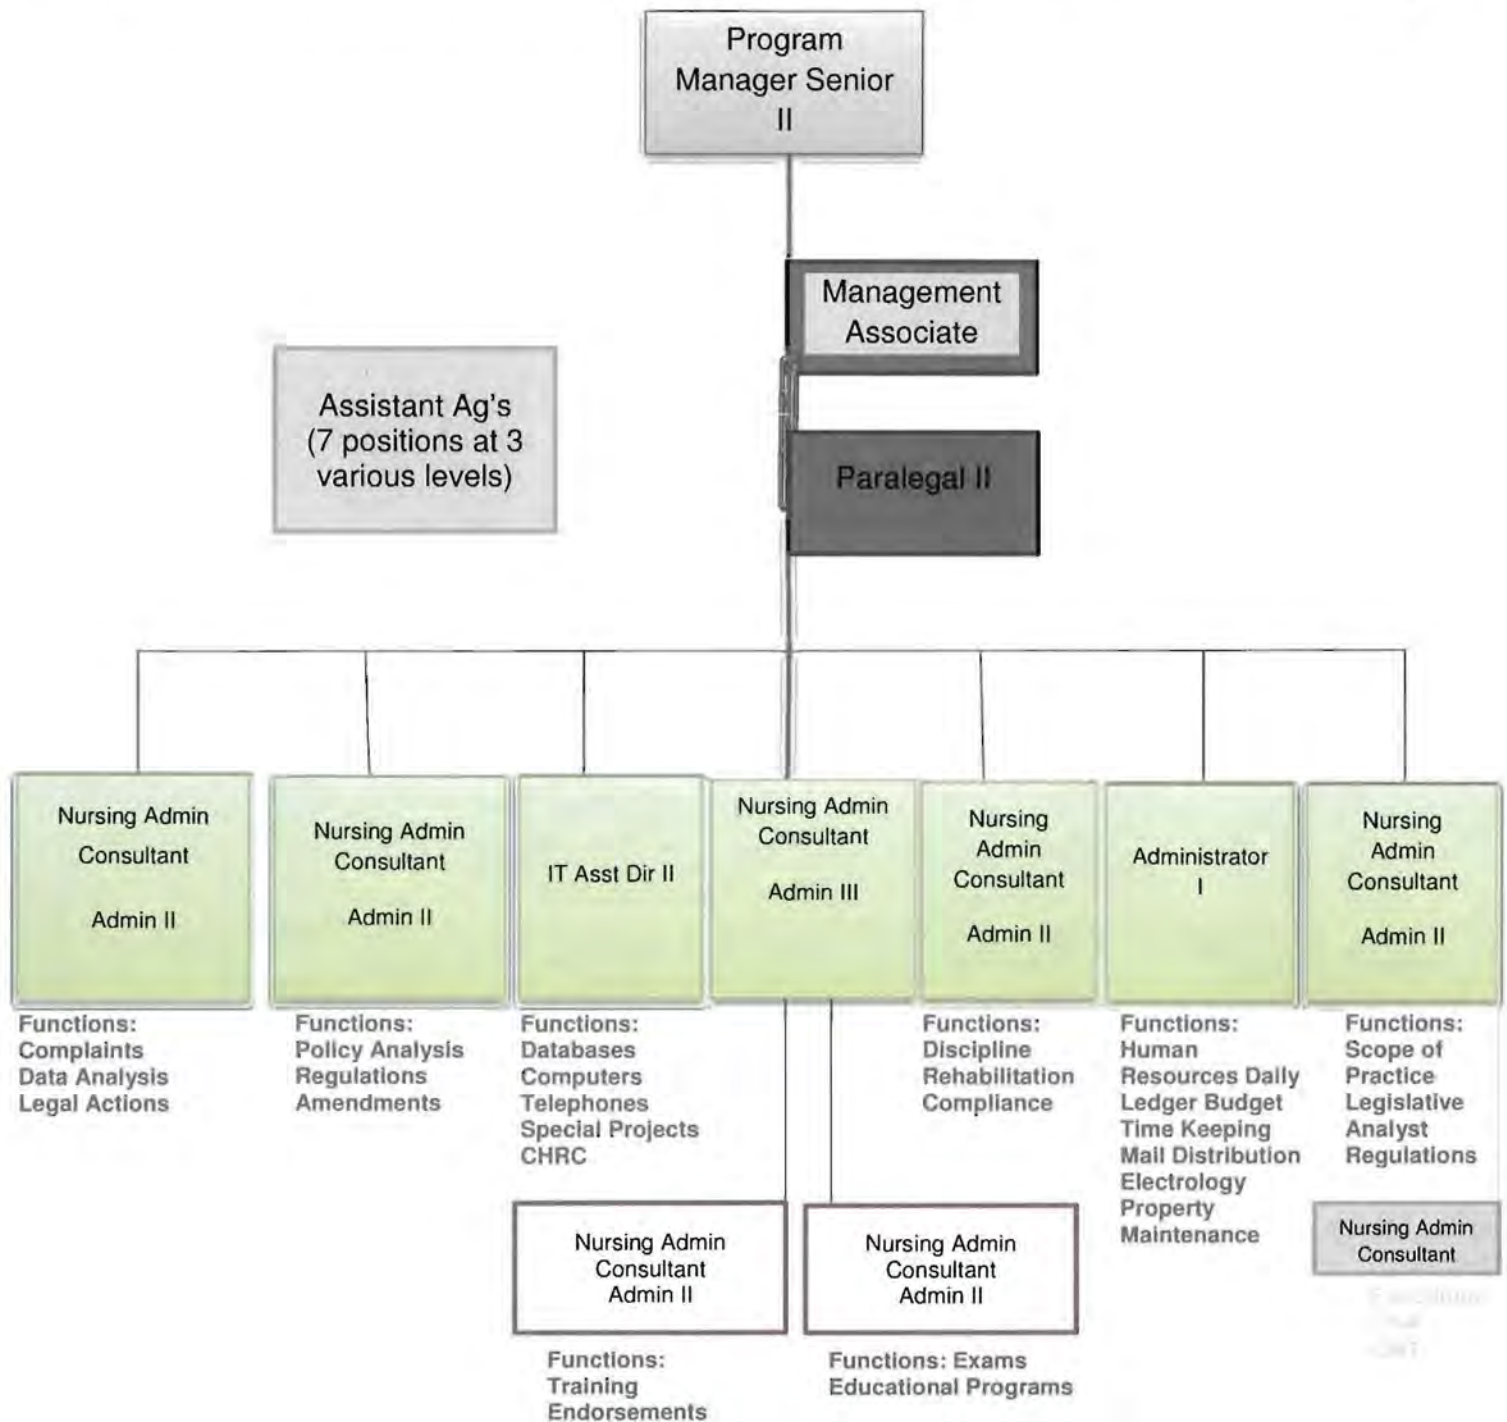 Program
Manager Senior
II
Management
Associate
Assistant Ag's
(7 positions at 3
various levels)
Paralegal II
Nursing Admin
Consultant
Admin II
Nursing Admin
Consultant
Admin II
IT Asst Dir II
Nursing Admin
Consultant
Admin III
Nursing
Admin
Consultant
Admin II
Administrator
I
Nursing
Admin
Consultant
Admin II
Functions:
Complaints
Data Analysis
Legal Actions
Functions:
Policy Analysis
Regulations
Amendments
Functions:
Databases
Computers
Telephones
Special Projects
CHRC
Functions:
Discipline
Rehabilitation
Compliance
Functions:
Human
Resources Daily
Ledger Budget
Time Keeping
Mail Distribution
Electrology
Property
Maintenance
Functions:
Scope of
Practice
Legislative
Analyst
Regulations
Nursing Admin
Consultant
Admin II
Functions:
Training
Endorsements
Nursing Admin
Consultant
Admin II
Functions: Exams
Educational Programs
Nursing Admin
Consultant